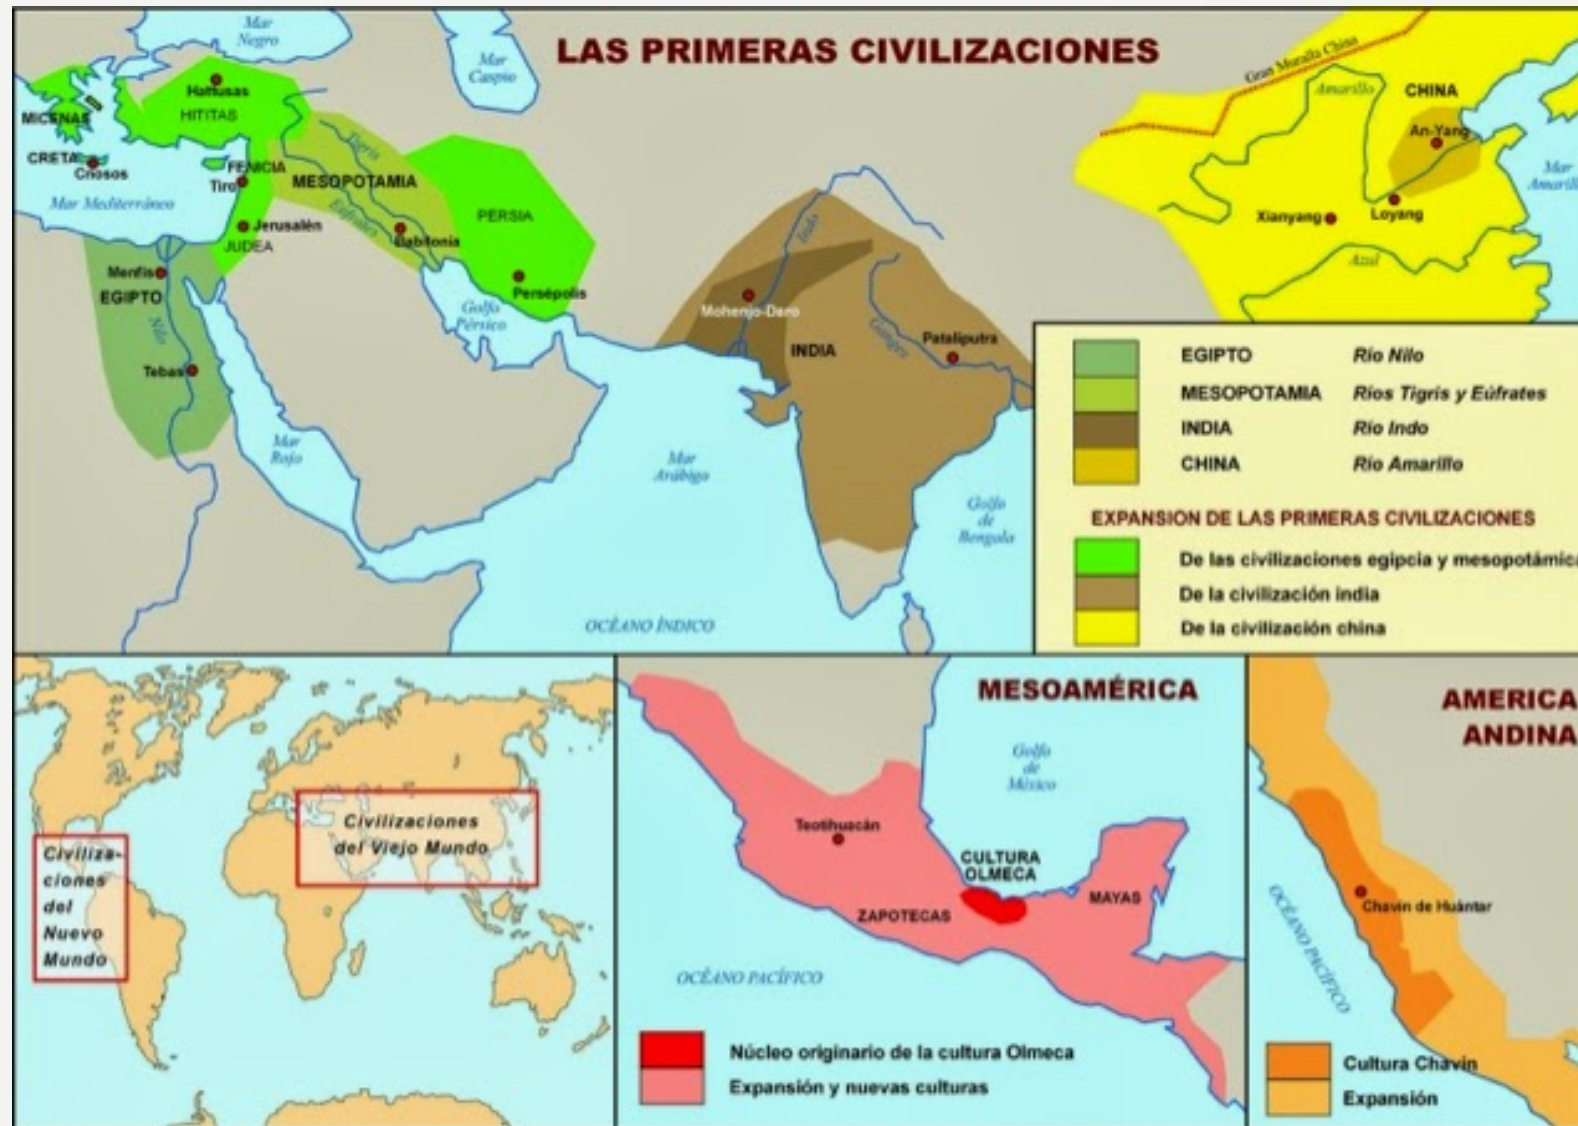 LAS PRIMERAS CIVILIZACIONES
Mar
Negro
Mar
Caspio
Hattusas
HITITAS
MICENAS
CRETA
Cnosos
FENICIA
Tiro
Mar Mediterráneo
Jerusalén
JUDEA
Tigris
MESOPOTAMIA
Eúfrates
Babilonia
PERSIA
Persépolis
Golfo
Pérsico
Menfis
EGIPTO
Nilo
Tebas
Mar
Rojo
Indo
Mohenjo-Daro
INDIA
Ganges
Pataliputra
Mar
Arábigo
Golfo
de
Bengala
OCÉANO ÍNDICO
Gran Muralla China
Amarillo
CHINA
An-Yang
Mar
Amarillo
Xianyang
Loyang
Azul
EGIPTO Río Nilo
MESOPOTAMIA Ríos Tigris y Eúfrates
INDIA Río Indo
CHINA Río Amarillo
EXPANSION DE LAS PRIMERAS CIVILIZACIONES
De las civilizaciones egipcia y mesopotámica
De la civilización india
De la civilización china
Civilizaciones
del Viejo Mundo
Civiliza-
ciones
del
Nuevo
Mundo
MESOAMÉRICA
Golfo
de
México
Teotihuacán
CULTURA
OLMECA
MAYAS
ZAPOTECAS
OCÉANO PACÍFICO
Núcleo originario de la cultura Olmeca
Expansión y nuevas culturas
AMERICA
ANDINA
Chavín de Huántar
OCÉANO PACÍFICO
Cultura Chavín
Expansión